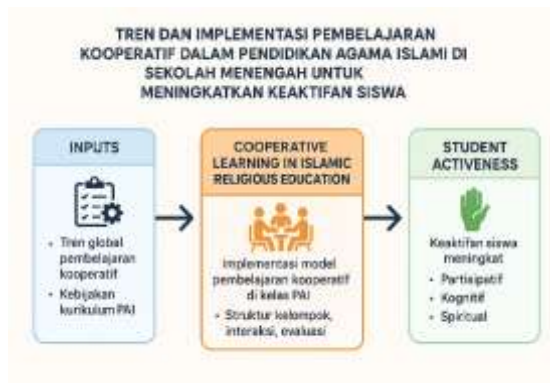 TREN DAN IMPLEMENTASI PEMBELAJARAN
KOOPERATIF DALAM PENDIDIKAN AGAMA ISLAMI DI
SEKOLAH MENENGAH UNTUK
MENINGKATKAN KEAKTIFAN SISWA
INPUTS
• Tren global
pembelajaran
kooperatif
• Kebijakan
kurikulum PAI
COOPERATIVE
LEARNING IN ISLAMIC
RELIGIOUS EDUCATION
Implementasi model
pembelajaran kooperatif
di kelas PAI
• Struktur kelompok,
interaksi, evaluasi
STUDENT
ACTIVENESS
Keaktifan siswa
meningkat
• Partisipatif
• Kognitif
• Spiritual